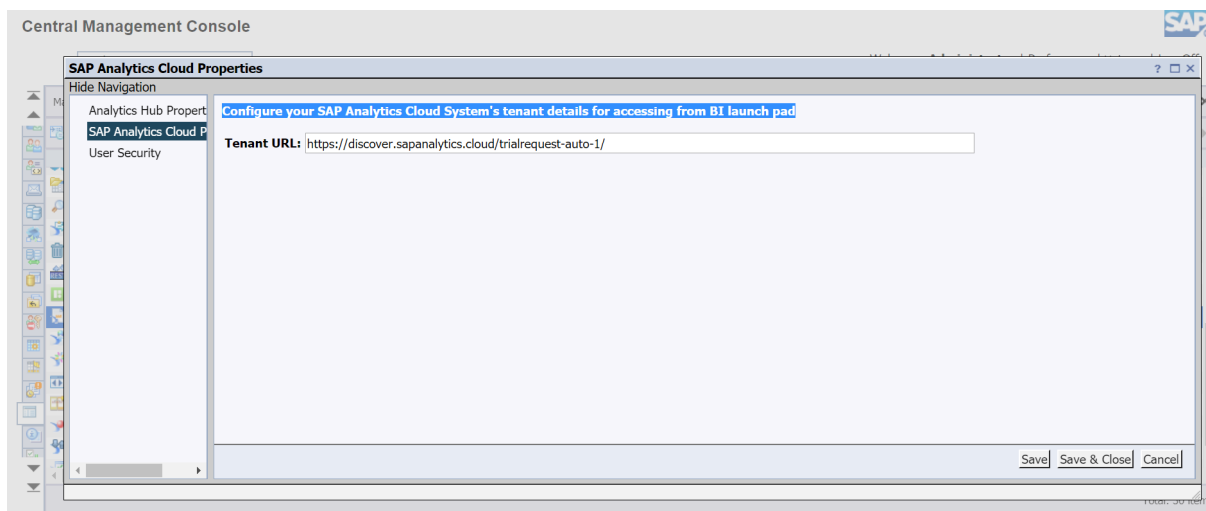 Central Management Console
SAP
SAP Analytics Cloud Properties
?
Hide Navigation
Analytics Hub Propert
SAP Analytics Cloud P
User Security
Configure your SAP Analytics Cloud System's tenant details for accessing from BI launch pad
Tenant URL: https://discover.sapanalytics.cloud/trialrequest-auto-1/
Save Save & Close Cancel